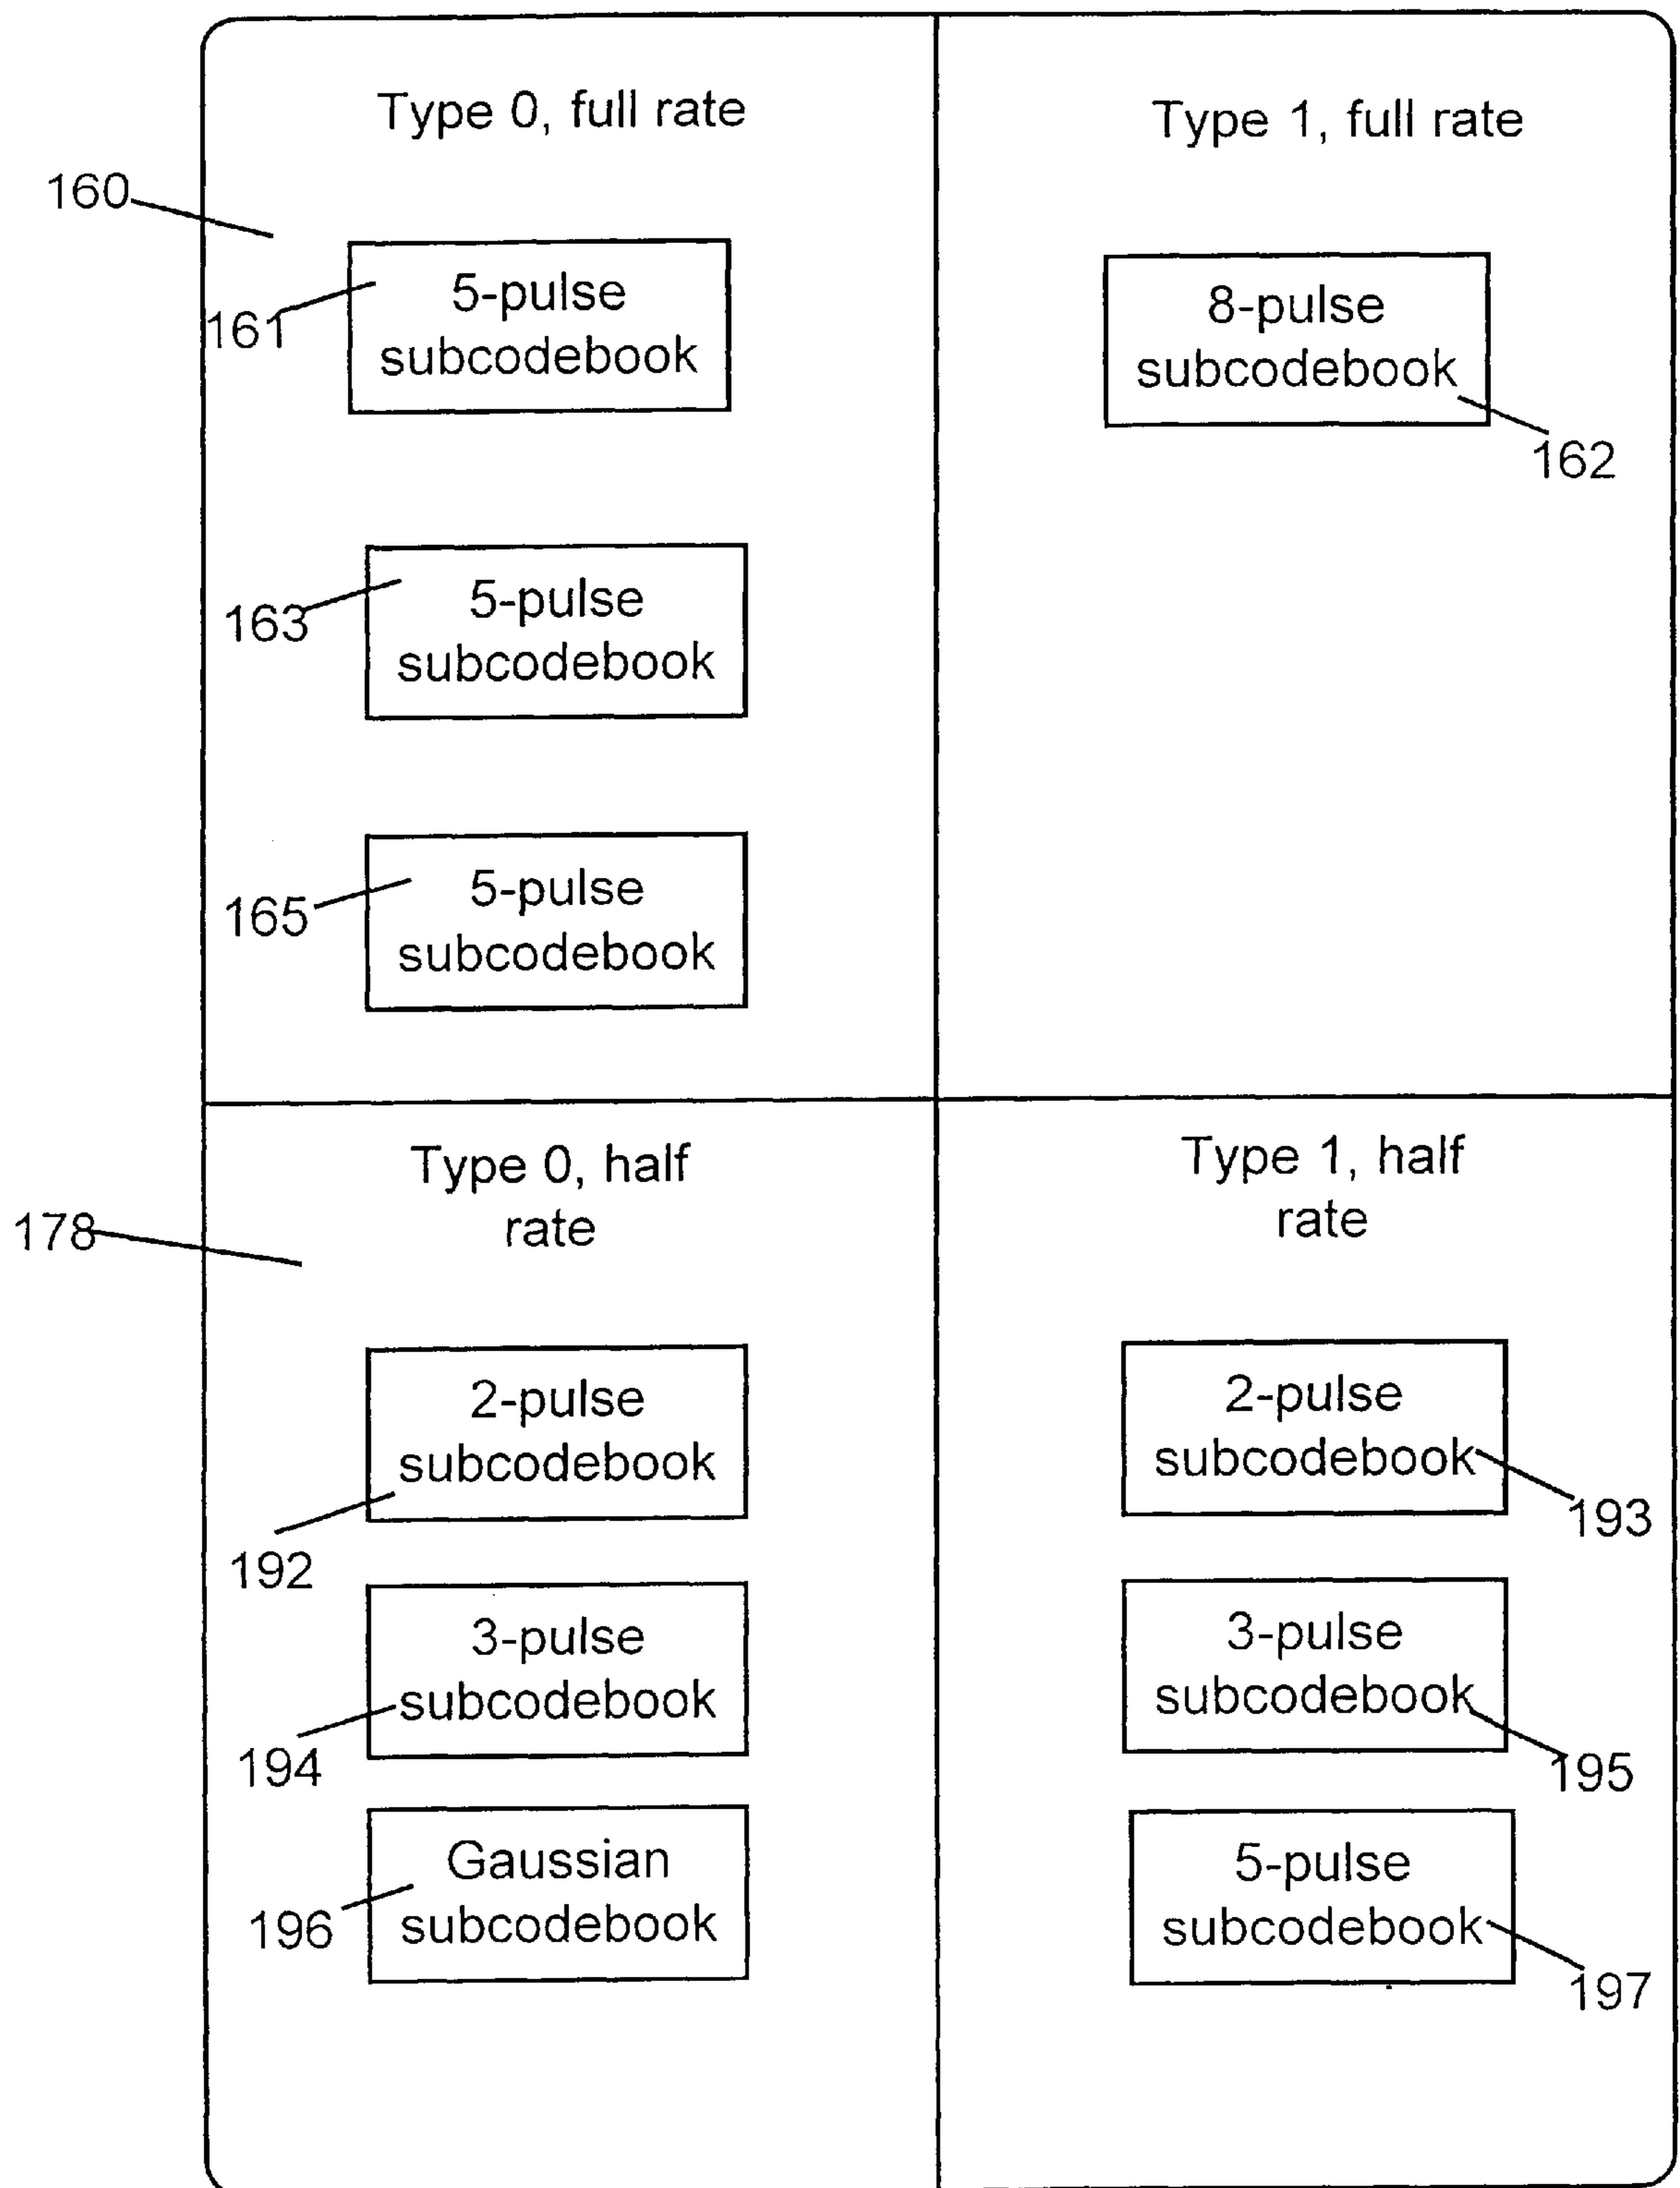 Type 0, full rate
160
5-pulse
subcodebook
161
5-pulse
subcodebook
163
5-pulse
subcodebook
165
Type 1, full rate
8-pulse
subcodebook
162
Type 0, half
rate
178
2-pulse
subcodebook
192
3-pulse
subcodebook
194
Gaussian
subcodebook
196
Type 1, half
rate
2-pulse
subcodebook
193
3-pulse
subcodebook
195
5-pulse
subcodebook
197